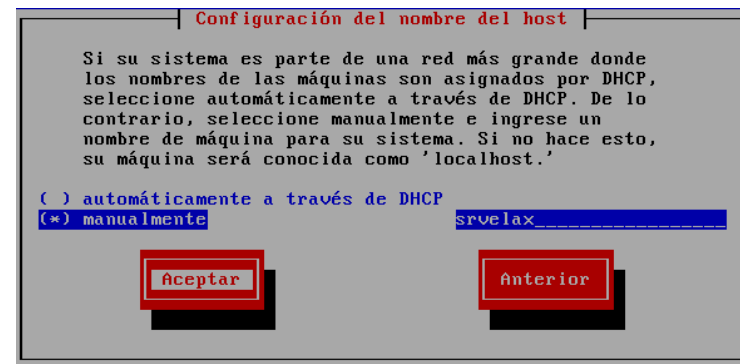 Configuración del nombre del host
Si su sistema es parte de una red más grande donde
los nombres de las máquinas son asignados por DHCP,
seleccione automáticamente a través de DHCP. De lo
contrario, seleccione manualmente e ingrese un
nombre de máquina para su sistema. Si no hace esto,
su máquina será conocida como 'localhost.'
( ) automáticamente a través de DHCP
(*) manualmente srvelax__________________
Aceptar Anterior